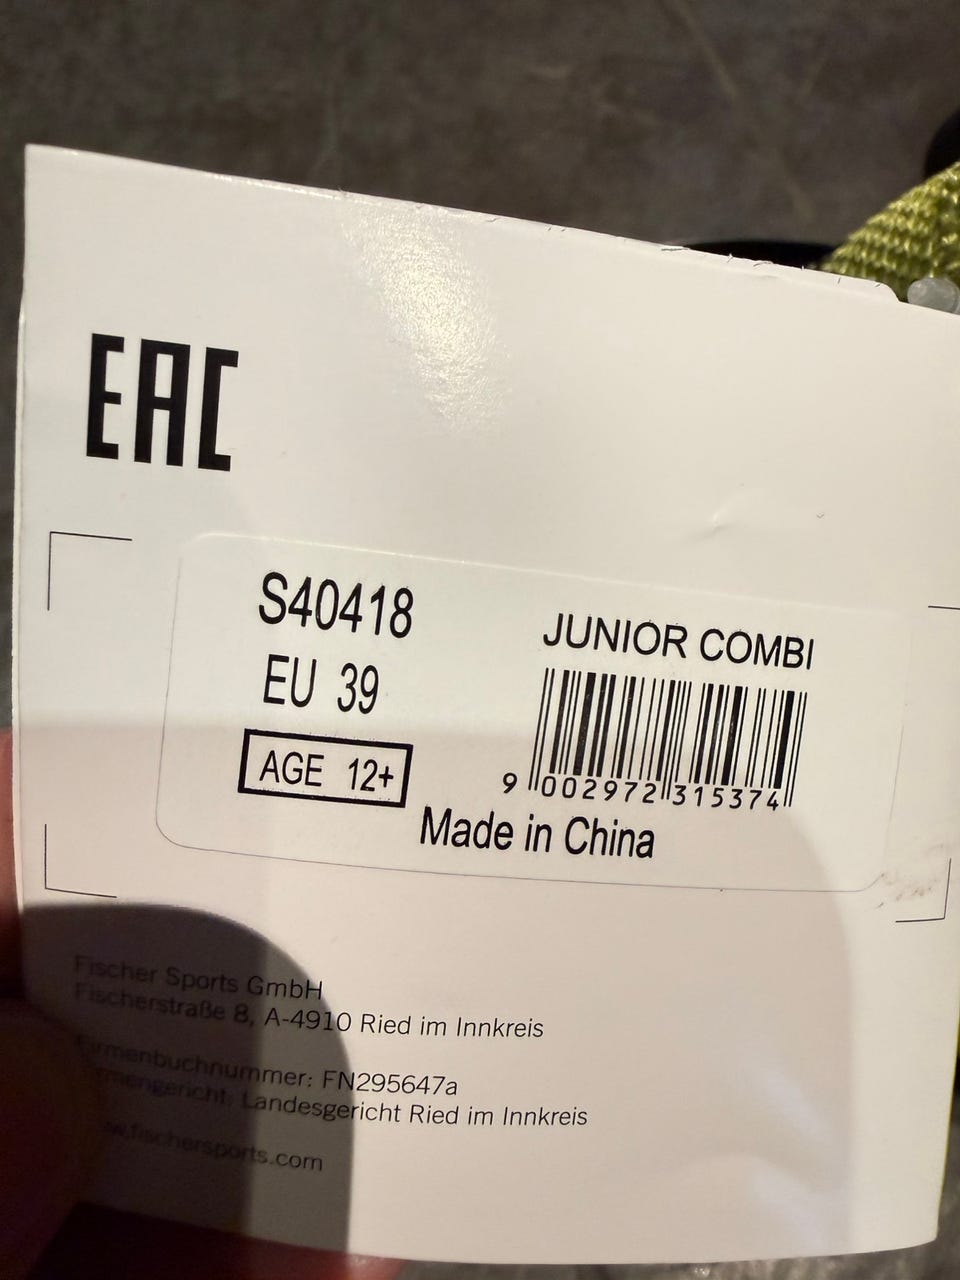 EAC
S40418
EU 39
AGE 12+
JUNIOR COMBI
9 002972 315374
Made in China
Fischer Sports GmbH
Fischerstraße 8, A-4910 Ried im Innkreis
Firmenbuchnummer: FN295647a
Landesgericht Ried im Innkreis
fischersports.com